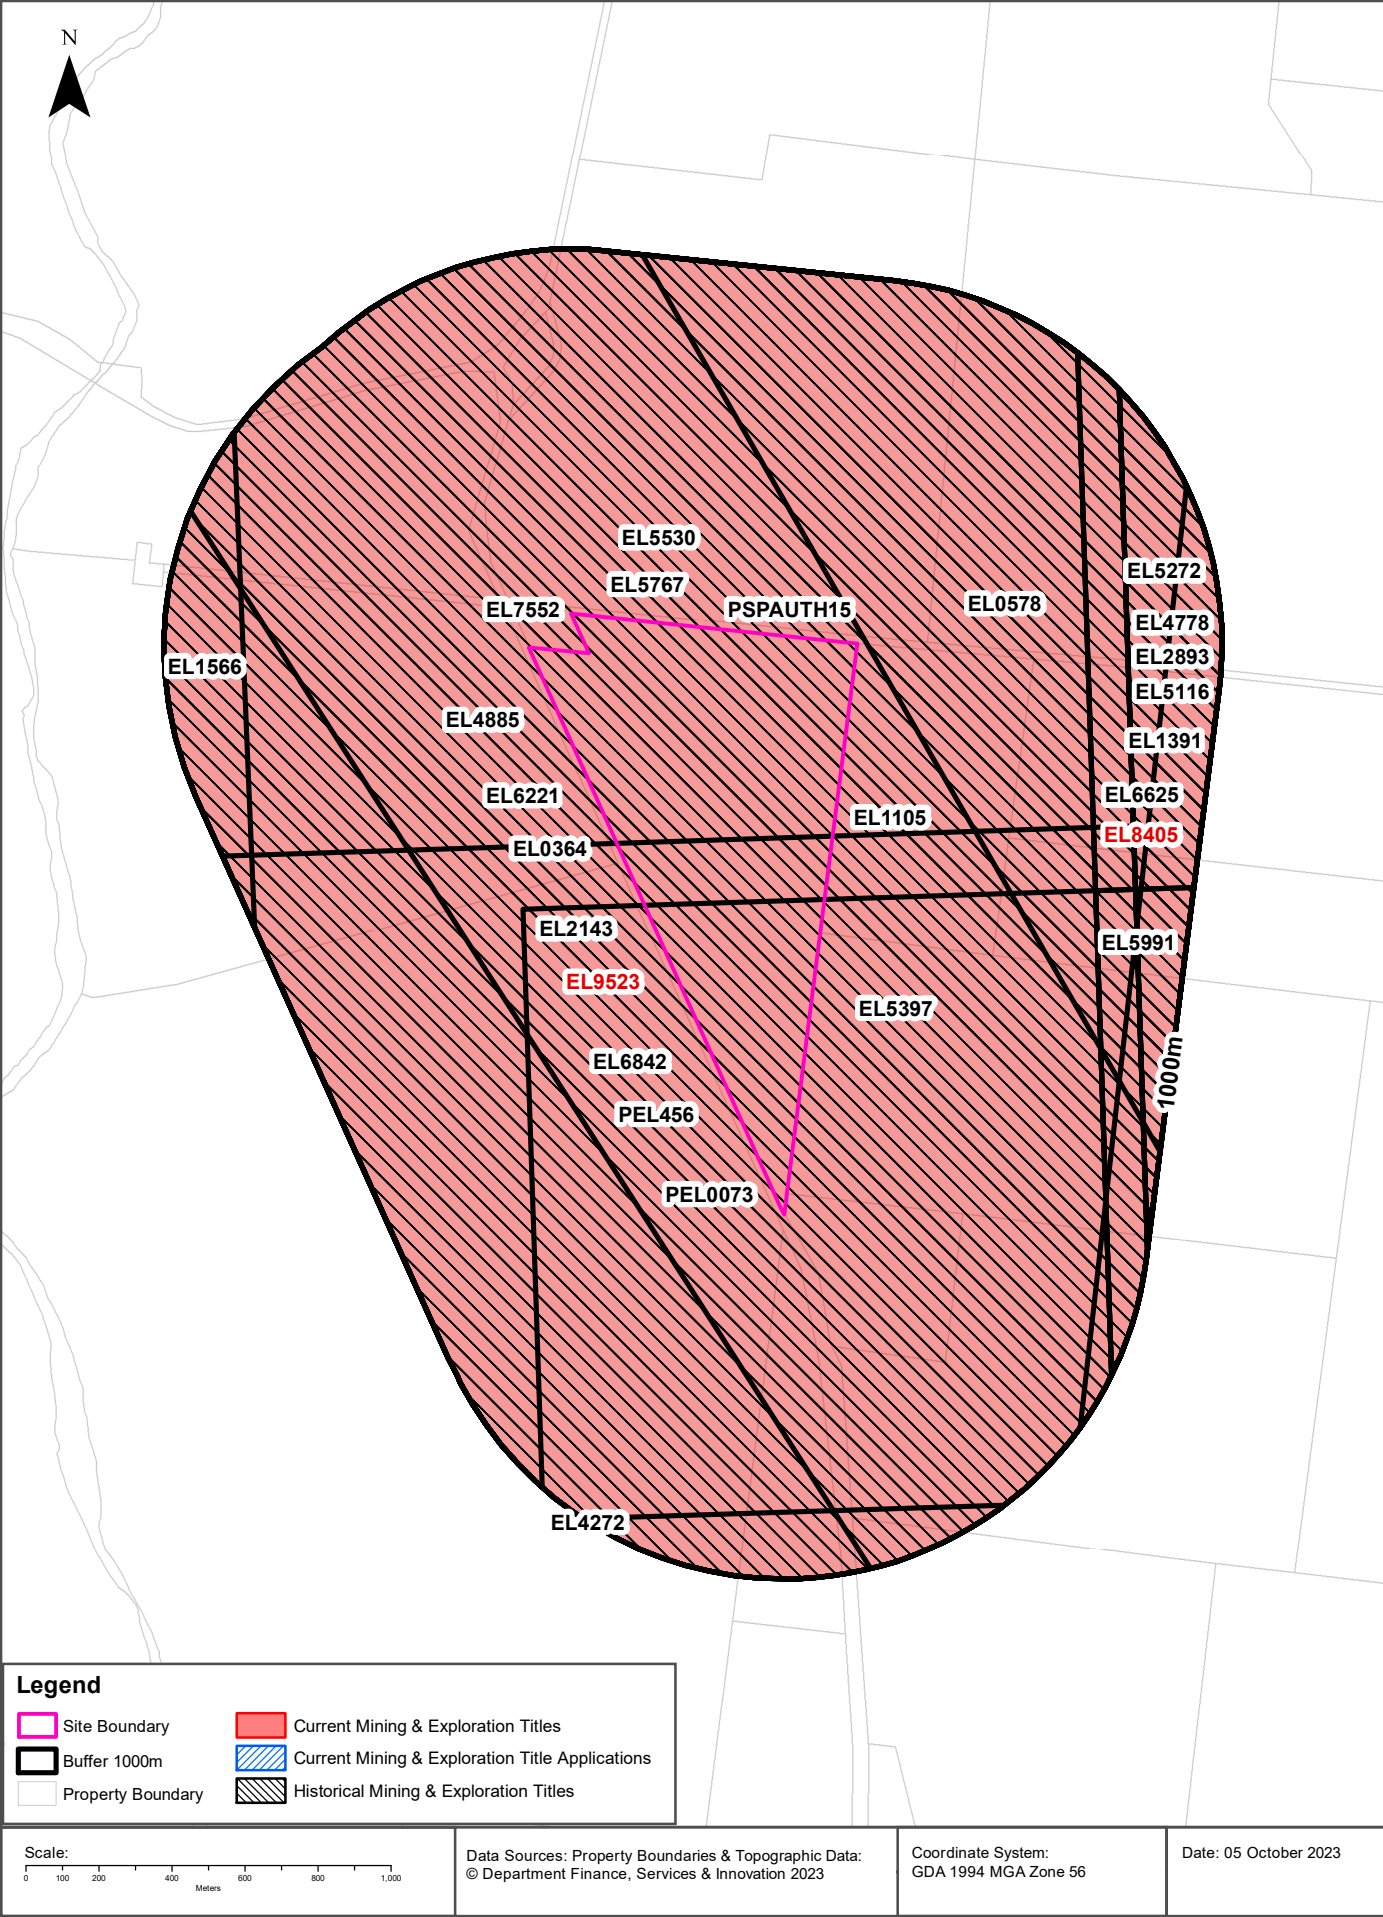 N
EL5530
EL5272
EL5767
EL7552
PSPAUTH15
EL0578
EL4778
EL2893
EL1566
EL5116
EL4885
EL1391
EL6221
EL6625
EL1105
EL8405
EL0364
EL2143
EL5991
EL9523
EL5397
EL6842
1000m
PEL456
PEL0073
EL4272
Legend
Site Boundary
Buffer 1000m
Property Boundary
Current Mining & Exploration Titles
Current Mining & Exploration Title Applications
Historical Mining & Exploration Titles
Scale:
0 100 200 400 600 800 1,000
Meters
Data Sources: Property Boundaries & Topographic Data:
© Department Finance, Services & Innovation 2023
Coordinate System:
GDA 1994 MGA Zone 56
Date: 05 October 2023